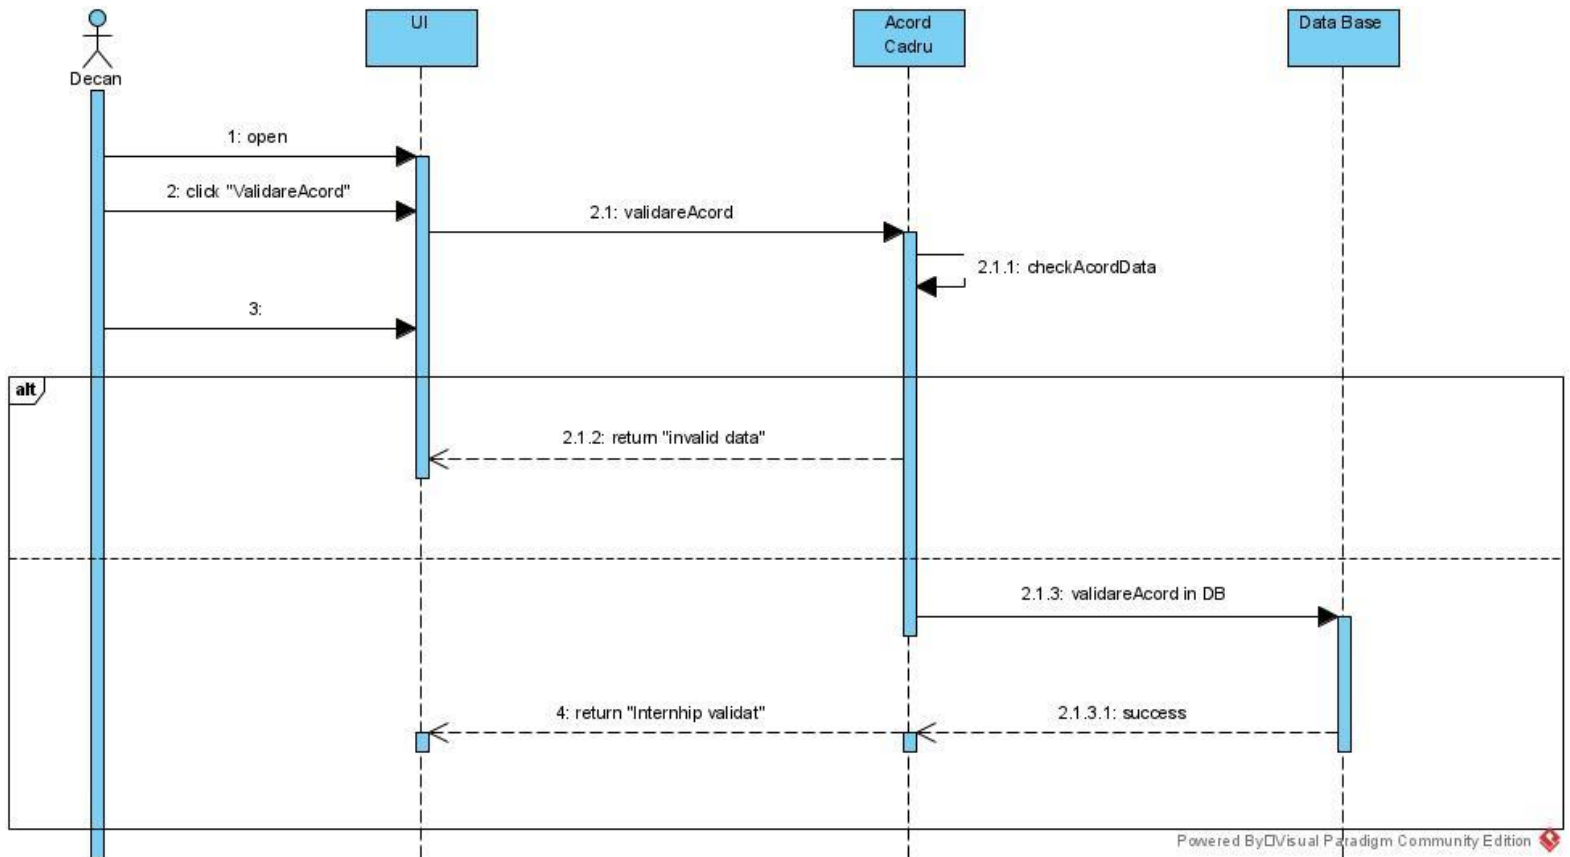 UI
Acord
Cadru
Data Base
Decan
1: open
2: click "ValidareAcord"
2.1: validareAcord
2.1.1: checkAcordData
3:
alt
2.1.2: return "invalid data"
2.1.3: validareAcord in DB
4: return "Internhip validat"
2.1.3.1: success
Powered By□Visual Paradigm Community Edition